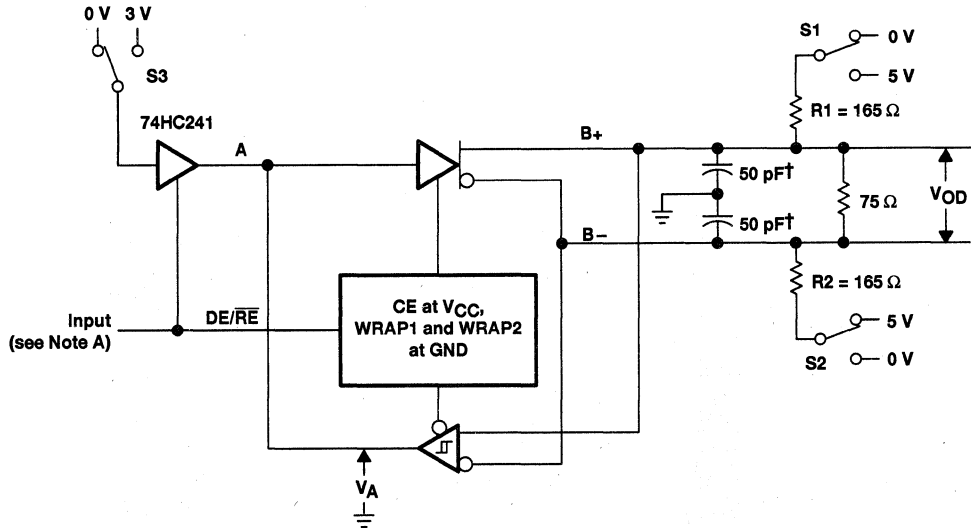 0 V 3 V
S3
74HC241
A
B+
S1
0 V
5 V
R1 = 165 Ω
50 pF†
50 pF†
75 Ω
VOD
B−
R2 = 165 Ω
S2
5 V
0 V
Input
(see Note A)
DE/R̅E̅
CE at VCC,
WRAP1 and WRAP2
at GND
VA